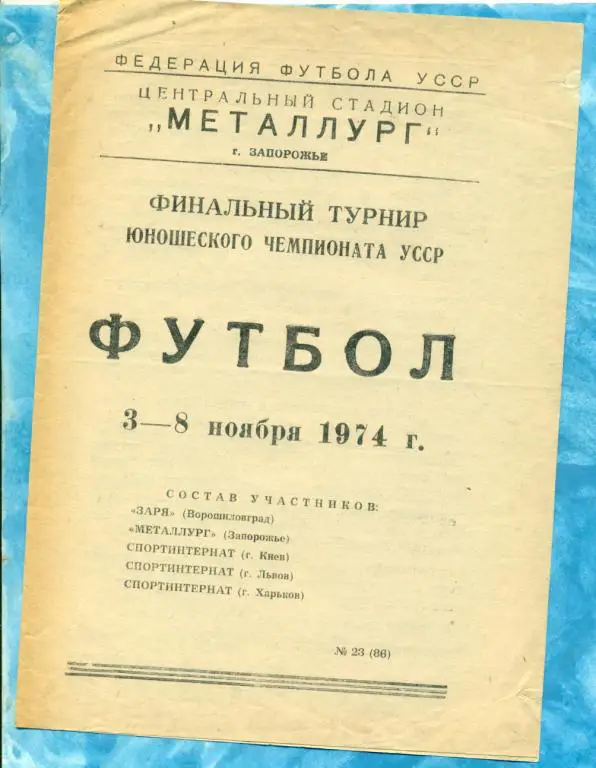 ФЕДЕРАЦИЯ ФУТБОЛА УССР
ЦЕНТРАЛЬНЫЙ СТАДИОН
„МЕТАЛЛУРГ“
г. ЗАПОРОЖЬЕ
ФИНАЛЬНЫЙ ТУРНИР
ЮНОШЕСКОГО ЧЕМПИОНАТА УССР
ФУТБОЛ
3—8 ноября 1974 г.
СОСТАВ УЧАСТНИКОВ:
«ЗАРЯ» (Ворошиловград)
«МЕТАЛЛУРГ» (Запорожье)
СПОРТИНТЕРНАТ (г. Киев)
СПОРТИНТЕРНАТ (г. Львов)
СПОРТИНТЕРНАТ (г. Харьков)
№ 23 (86)